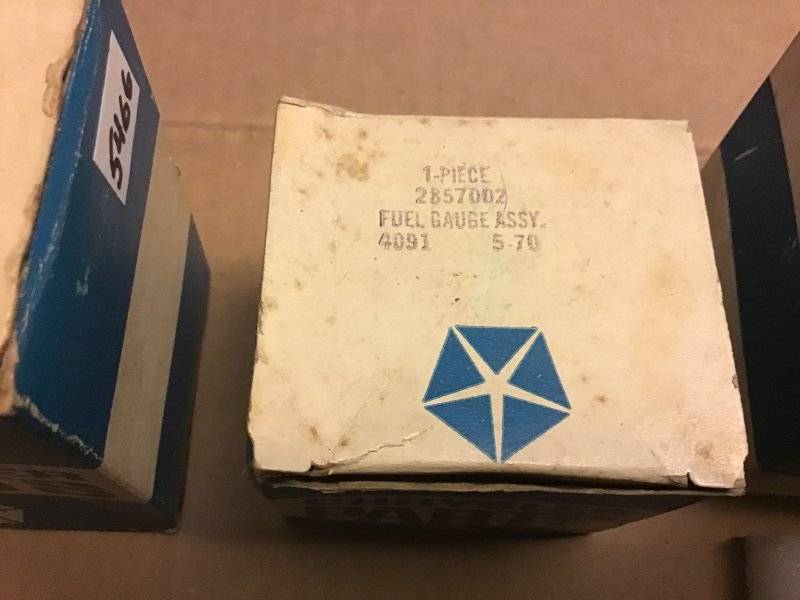 5466
1-PIECE
2857002
FUEL GAUGE ASSY.
4091 5-70